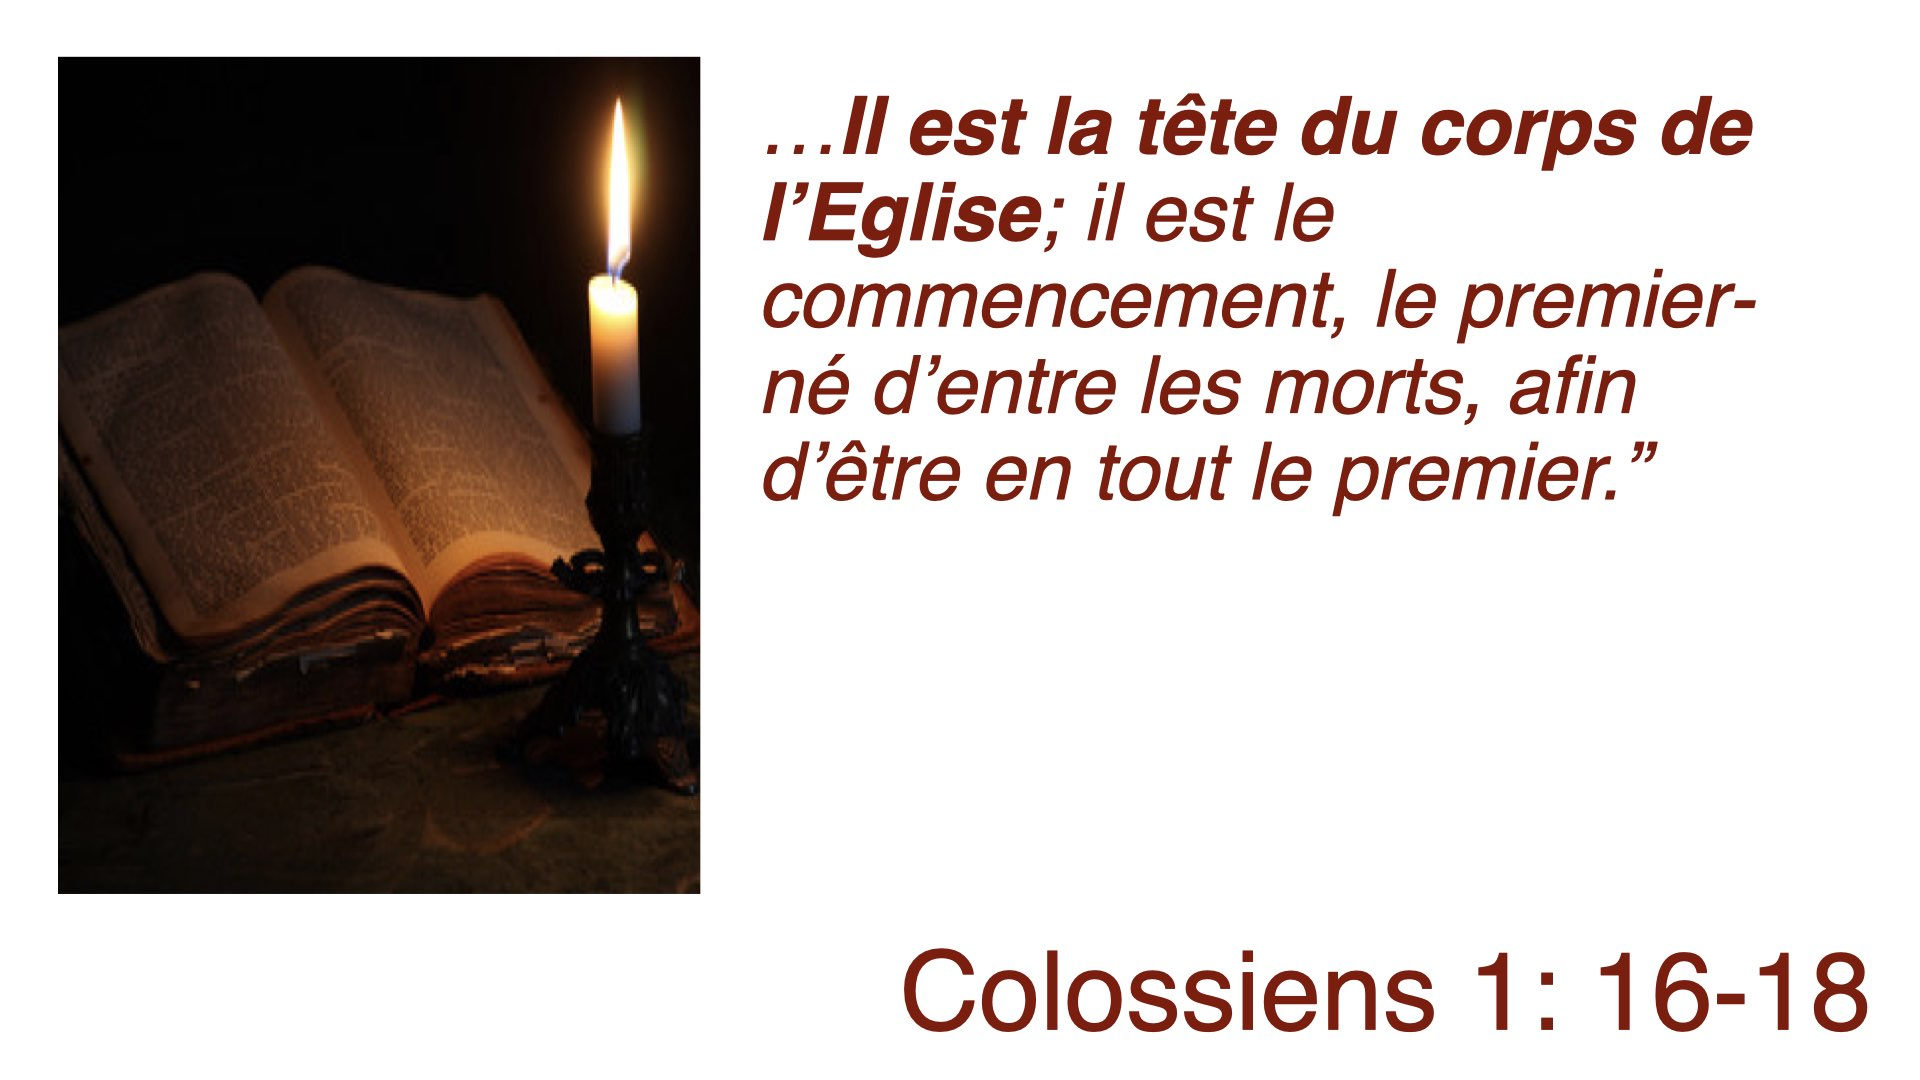 …Il est la tête du corps de
l’Eglise; il est le
commencement, le premier-
né d’entre les morts, afin
d’être en tout le premier.”
Colossiens 1: 16-18